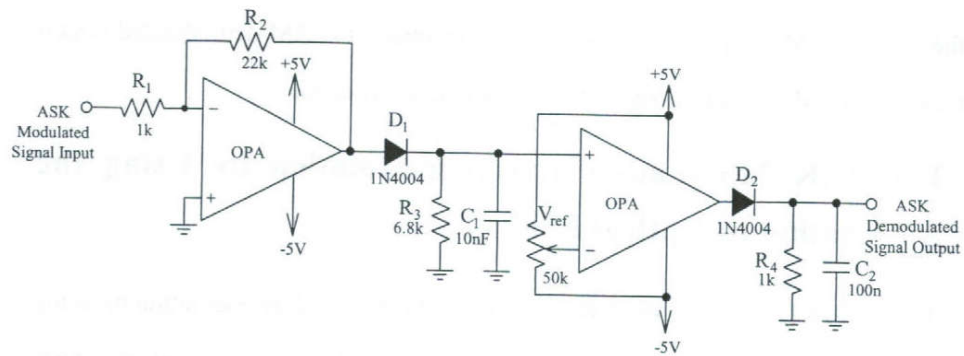 R2
22k
+5V
R1
1k
ASK
Modulated
Signal Input
−
+
OPA
-5V
D1
1N4004
R3
6.8k
C1
10nF
+5V
+
−
OPA
Vref
50k
-5V
D2
1N4004
R4
1k
C2
100n
ASK
Demodulated
Signal Output